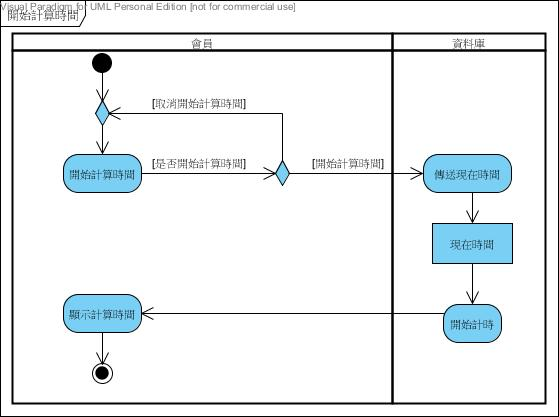 Visual Paradigm for UML Personal Edition [not for commercial use]
開始計算時間
會員
資料庫
[取消開始計算時間]
[是否開始計算時間]
[開始計算時間]
開始計算時間
傳送現在時間
現在時間
開始計時
顯示計算時間